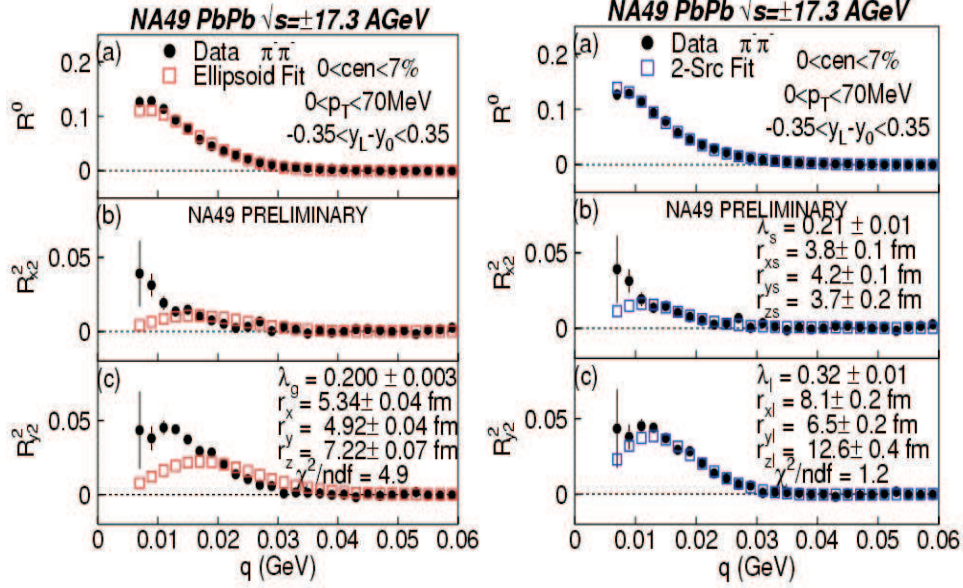 NA49 PbPb √s=±17.3 AGeV
(a)
Data π⁻π⁻
Ellipsoid Fit
0<cen<7%
0<p_T<70MeV
-0.35<y_L-y_0<0.35
R⁰
0.2
0.1
0
NA49 PRELIMINARY
(b)
R²_x2
0.05
0
(c)
λ_g = 0.200 ± 0.003
r_x = 5.34± 0.04 fm
r_y = 4.92± 0.04 fm
r_z = 7.22± 0.07 fm
χ²/ndf = 4.9
R²_y2
0.05
0
0 0.01 0.02 0.03 0.04 0.05 0.06
q (GeV)
NA49 PbPb √s=±17.3 AGeV
(a)
Data π⁻π⁻
2-Src Fit
0<cen<7%
0<p_T<70MeV
-0.35<y_L-y_0<0.35
R⁰
0.2
0.1
0
NA49 PRELIMINARY
(b)
λ_s = 0.21 ± 0.01
r_xs = 3.8± 0.1 fm
r_ys = 4.2± 0.1 fm
r_zs = 3.7± 0.2 fm
R²_x2
0.05
0
(c)
λ_l = 0.32 ± 0.01
r_xl = 8.1± 0.2 fm
r_yl = 6.5± 0.2 fm
r_zl = 12.6± 0.4 fm
χ²/ndf = 1.2
R²_y2
0.05
0
0 0.01 0.02 0.03 0.04 0.05 0.06
q (GeV)